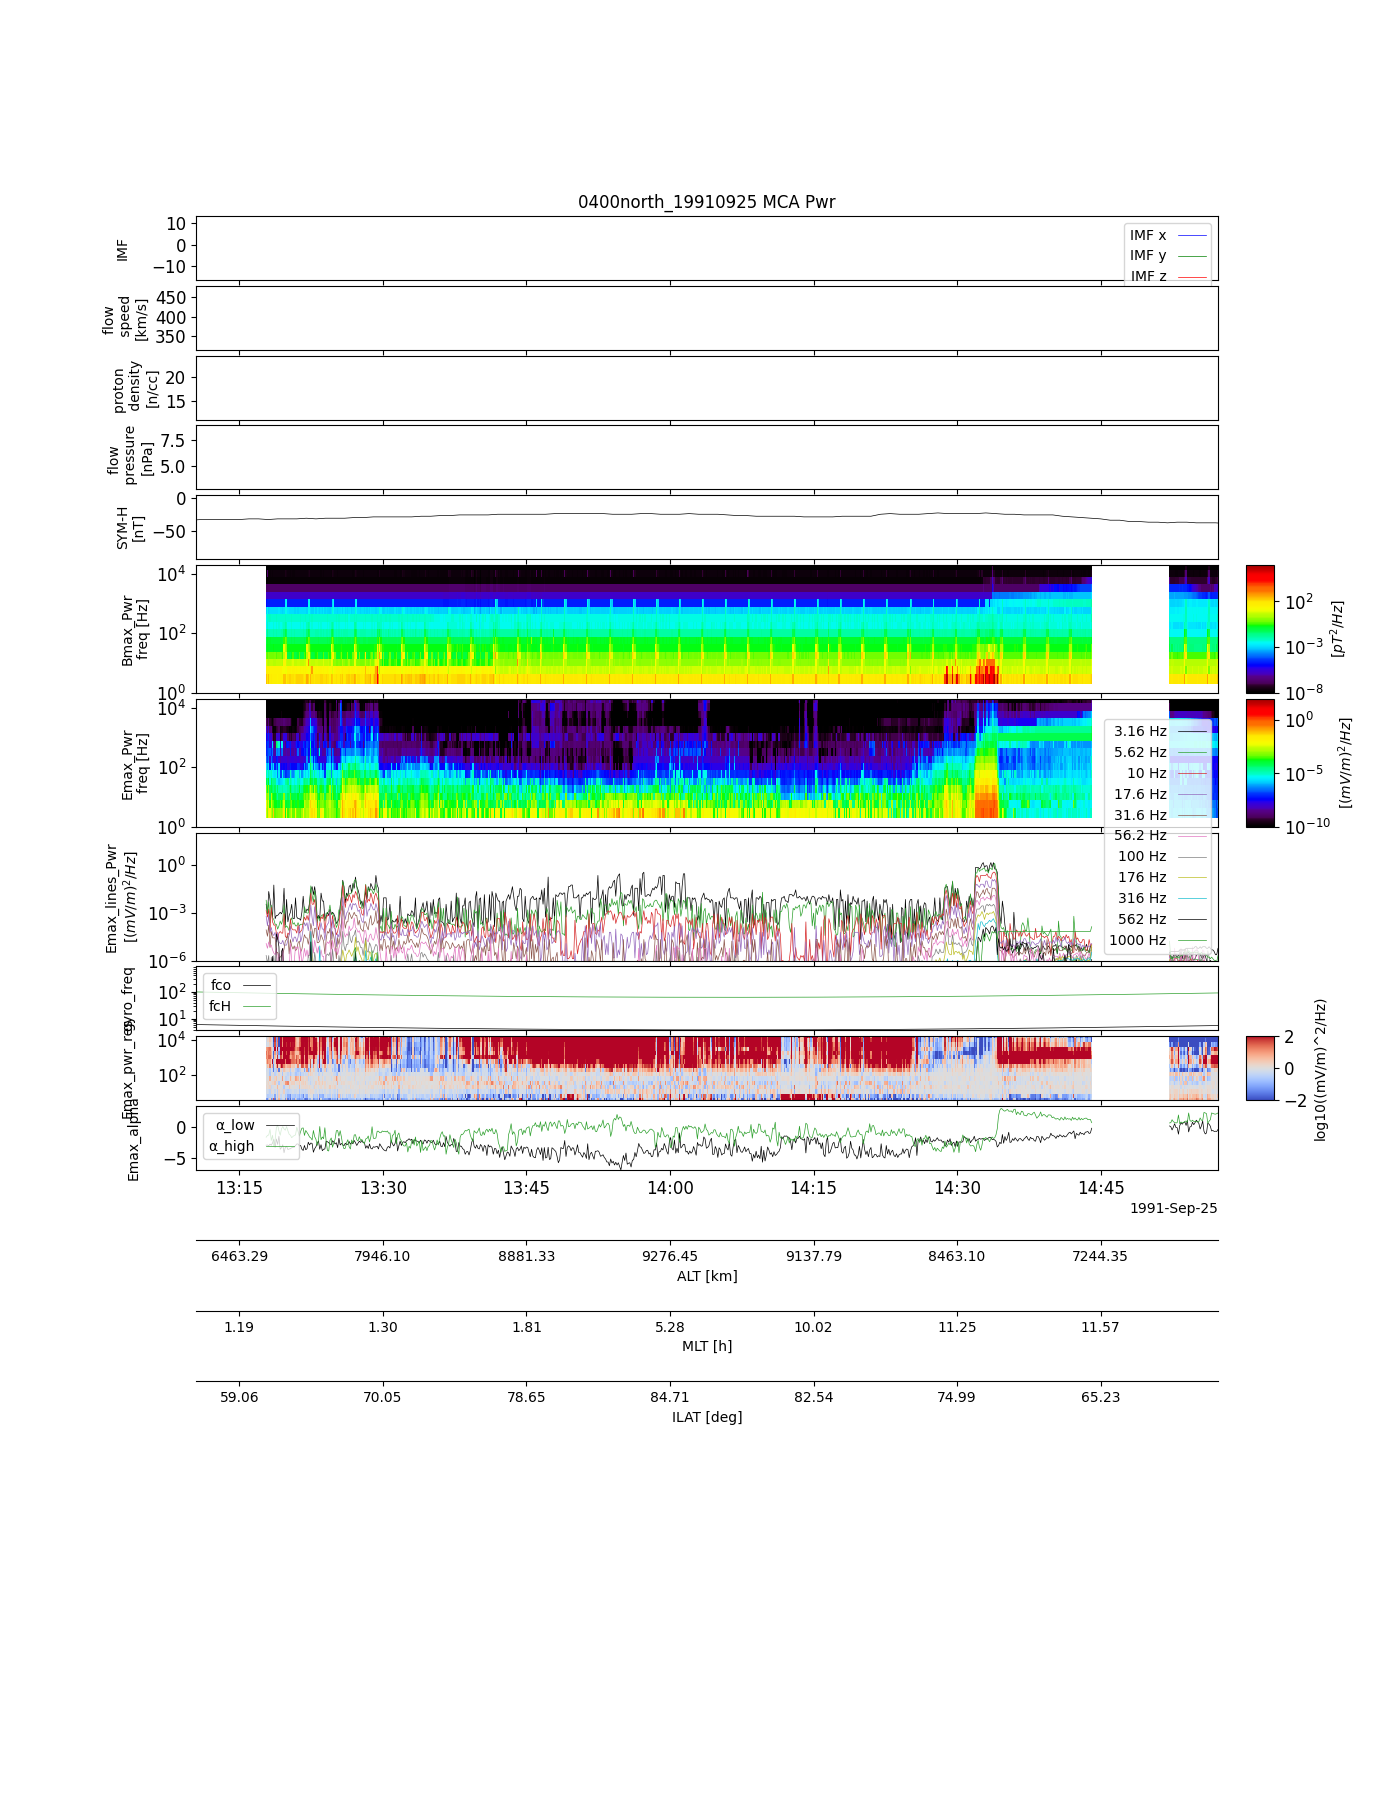 0400north_19910925 MCA Pwr
10
0
−10
IMF
IMF x
IMF y
IMF z
450
400
350
flow
speed
[km/s]
20
15
proton
density
[n/cc]
7.5
5.0
flow
pressure
[nPa]
0
−50
SYM-H
[nT]
10^4
10^2
10^0
Bmax_Pwr
freq [Hz]
10^2
10^−3
10^−8
[pT^2/Hz]
10^4
10^2
10^0
Emax_Pwr
freq [Hz]
10^0
10^−5
10^−10
[(mV/m)^2/Hz]
3.16 Hz
5.62 Hz
10 Hz
17.6 Hz
31.6 Hz
56.2 Hz
100 Hz
176 Hz
316 Hz
562 Hz
1000 Hz
10^0
10^−3
10^−6
Emax_lines_Pwr
[(mV/m)^2/Hz]
fco
fcH
10^2
10^1
gyro_freq
10^4
10^2
Emax_pwr_reg
2
0
−2
log10((mV/m)^2/Hz)
α_low
α_high
0
−5
Emax_alpha
13:15 13:30 13:45 14:00 14:15 14:30 14:45
1991-Sep-25
6463.29 7946.10 8881.33 9276.45 9137.79 8463.10 7244.35
ALT [km]
1.19 1.30 1.81 5.28 10.02 11.25 11.57
MLT [h]
59.06 70.05 78.65 84.71 82.54 74.99 65.23
ILAT [deg]